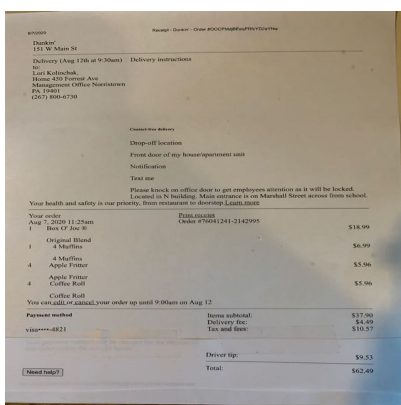 8/7/2020
Receipt - Dunkin' - Order
Dunkin'
151 W Main St
Delivery (Aug 12th at 9:30am) Delivery instructions
to:
Lori Kolinchak,
Home 450 Forrest Ave
Management Office Norristown
PA 19401
(267) 800-6730
Contact-free delivery
Drop-off location
Front door of my house/apartment unit
Notification
Text me
Please knock on office door to get employees attention as it will be locked.
Located in N building. Main entrance is on Marshall Street across from school.
Your health and safety is our priority, from restaurant to doorstep Learn more
Your order Print receipt
Aug 7, 2020 11:25am Order #76041241-2142995
1 Box O' Joe ® $18.99
Original Blend
1 4 Muffins $6.99
4 Muffins
4 Apple Fritter $5.96
Apple Fritter
4 Coffee Roll $5.96
Coffee Roll
You can edit or cancel your order up until 9:00am on Aug 12
Payment method Items subtotal: $37.90
Delivery fee: $4.49
visa••••-4821 Tax and fees: $10.57
Driver tip: $9.53
Need help? Total: $62.49